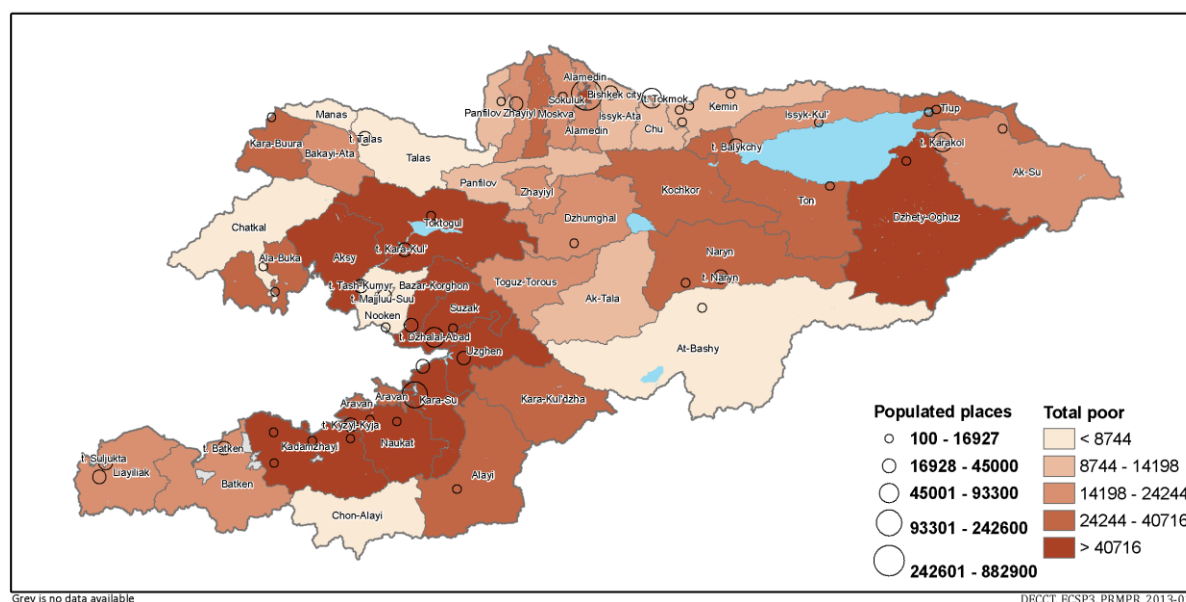 Alamedin
Bishkek city
t. Tokmok
Sokuluk
Panfilov
Zhayiyl
Moskva
Alamedin
Issyk-Ata
Chu
Kemin
Issyk-Kul'
Tiup
Manas
t. Talas
Kara-Buura
Bakayi-Ata
Talas
t. Balykchy
t. Karakol
Ak-Su
Panfilov
Zhayiyl
Kochkor
Ton
Dzhety-Oghuz
Chatkal
Toktogul
Dzhumghal
t. Kara-Kul'
Aksy
Ala-Buka
Naryn
t. Naryn
t. Tash-Kumyr
Bazar-Korghon
t. Majluu-Suu
Toguz-Torous
Ak-Tala
Suzak
Nooken
t. Dzhalal-Abad
Uzghen
At-Bashy
Kara-Kul'dzha
Aravan
Aravan
Kara-Su
t. Kyzyl-Kyja
Naukat
Kadamzhayi
t. Batken
t. Suljukta
Batken
Alayi
Chon-Alayi
Populated places
100 - 16927
16928 - 45000
45001 - 93300
93301 - 242600
242601 - 882900
Total poor
< 8744
8744 - 14198
14198 - 24244
24244 - 40716
> 40716
Grey is no data available